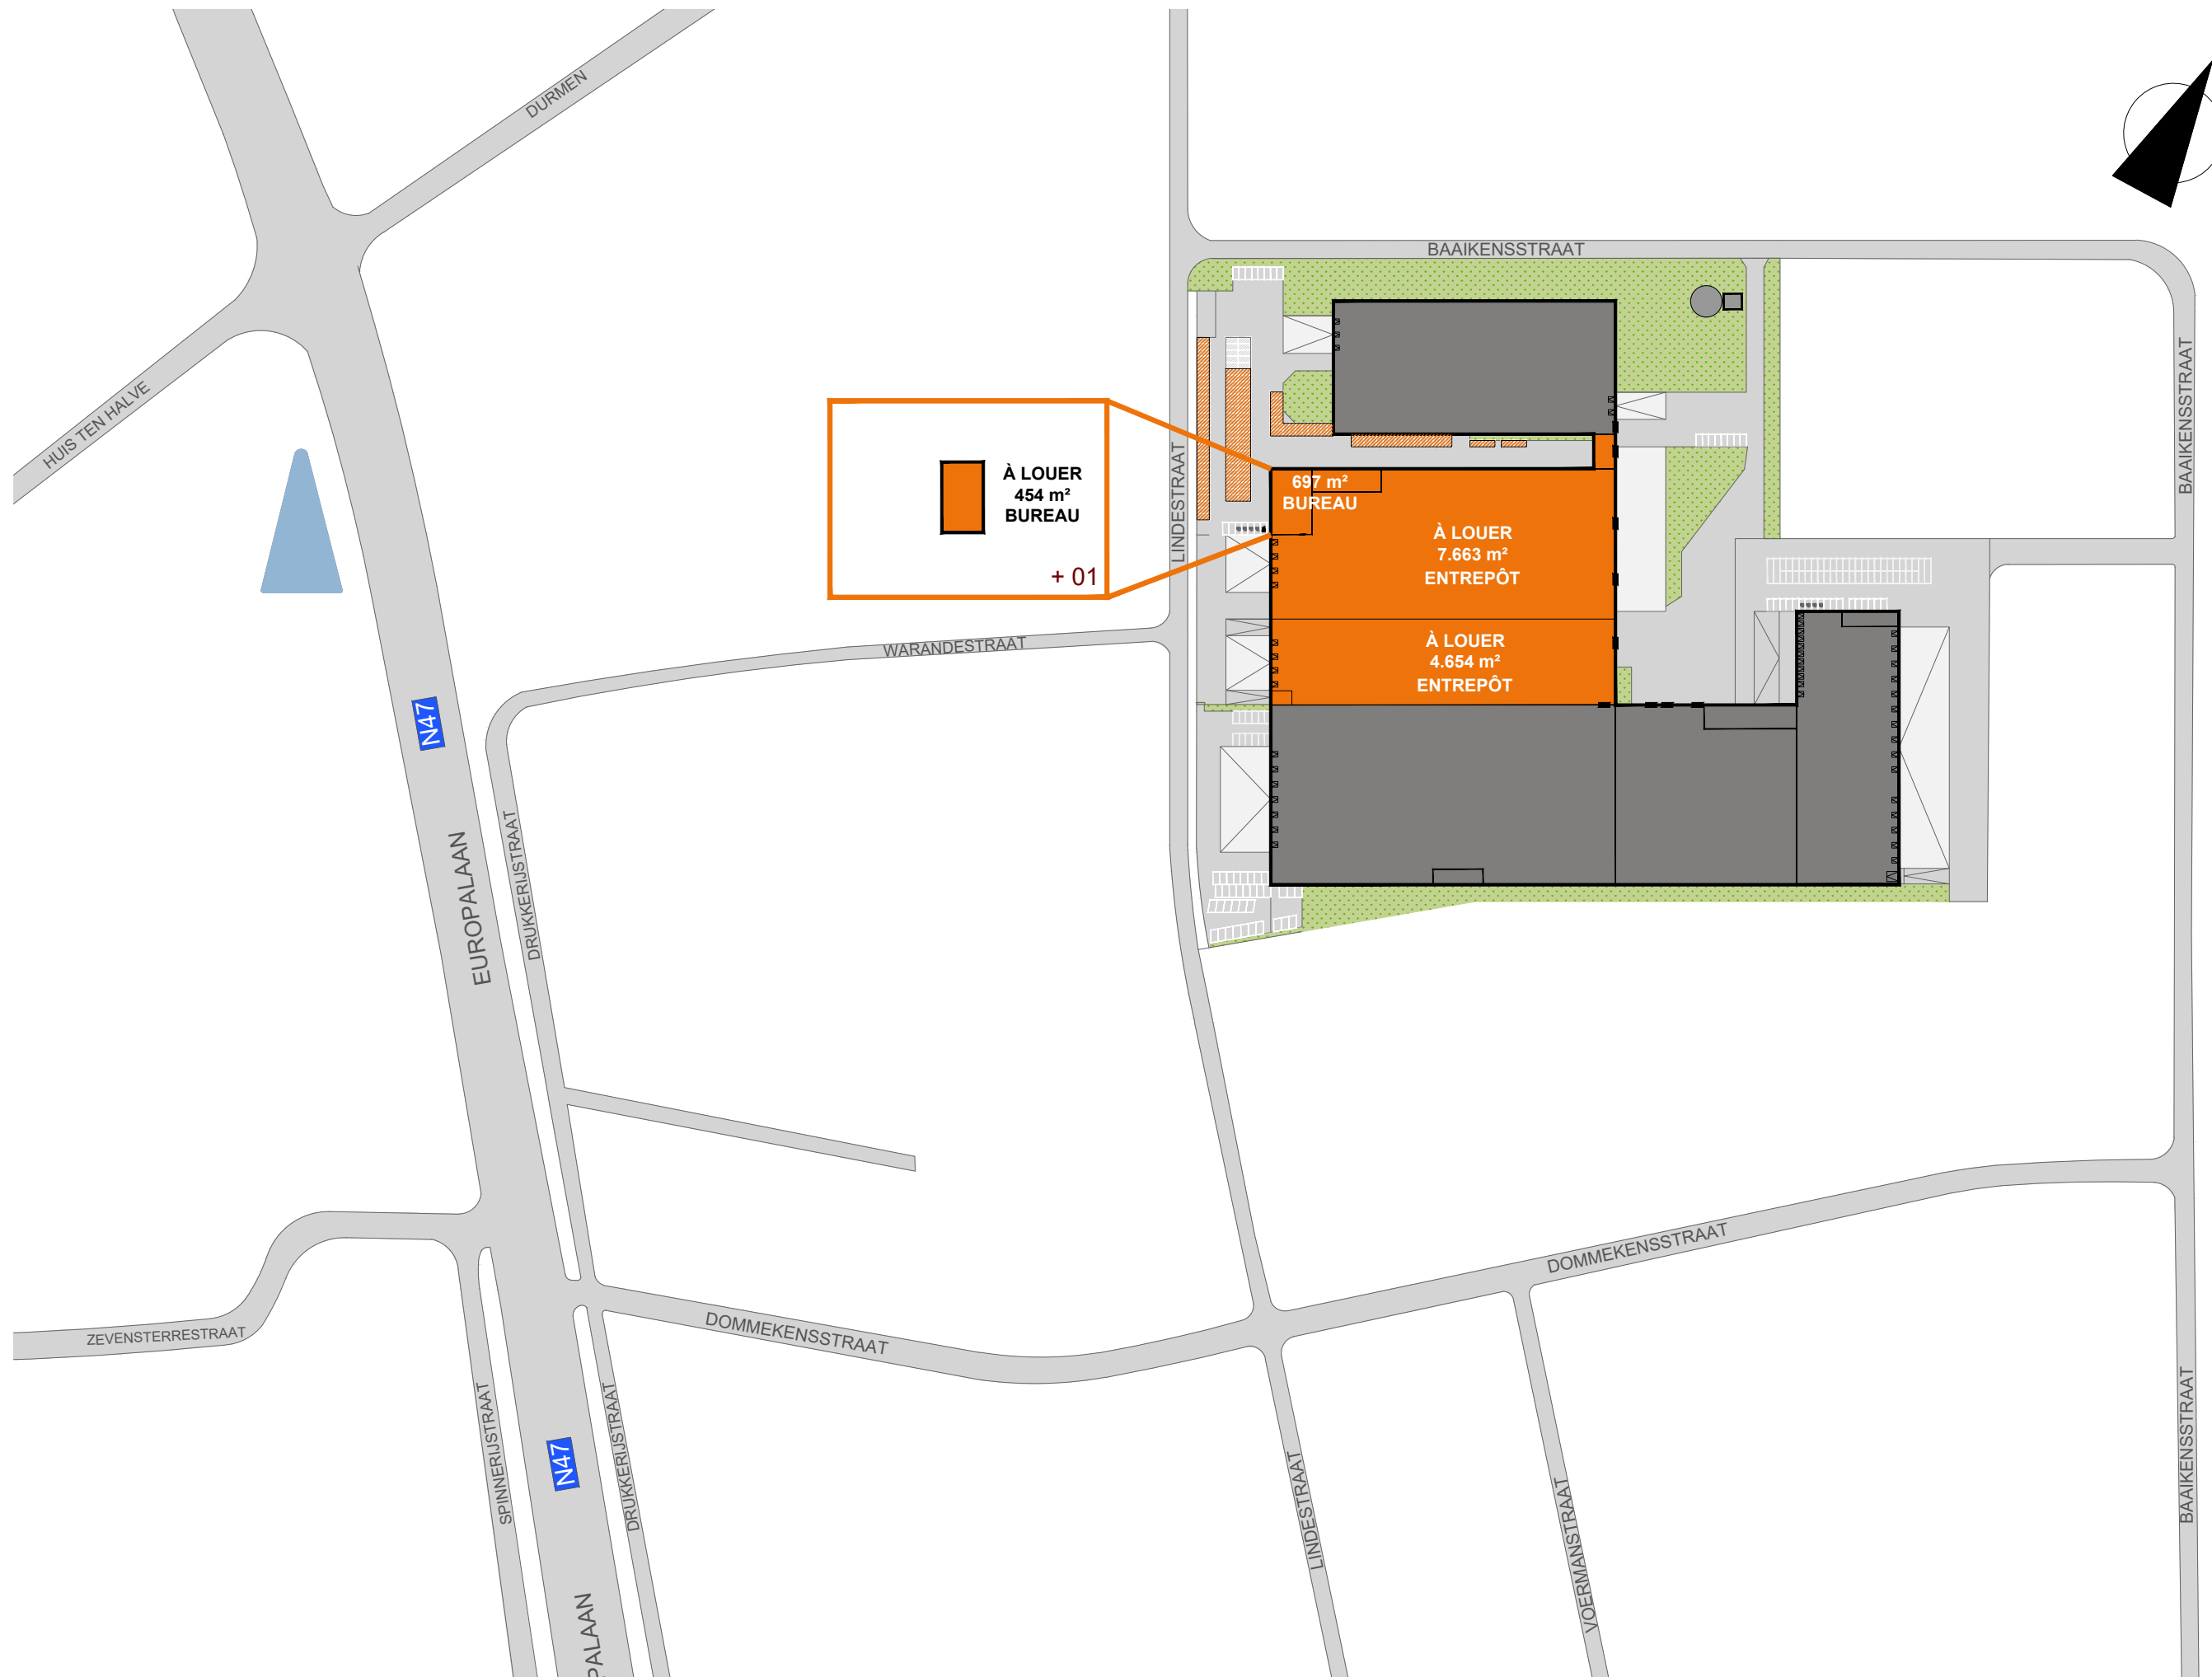 DURMEN
BAAIKENSSTRAAT
HUIS TEN HALVE
BAAIKENSSTRAAT
LINDESTRAAT
À LOUER
454 m²
BUREAU
+ 01
697 m²
BUREAU
À LOUER
7.663 m²
ENTREPÔT
À LOUER
4.654 m²
ENTREPÔT
WARANDESTRAAT
N47
EUROPALAAN
DRUKKERIJSTRAAT
DOMMEKENSSTRAAT
DOMMEKENSSTRAAT
ZEVENSTERRESTRAAT
SPINNERIJSTRAAT
N47
DRUKKERIJSTRAAT
LINDESTRAAT
VOERMANSTRAAT
BAAIKENSSTRAAT
PALAAN